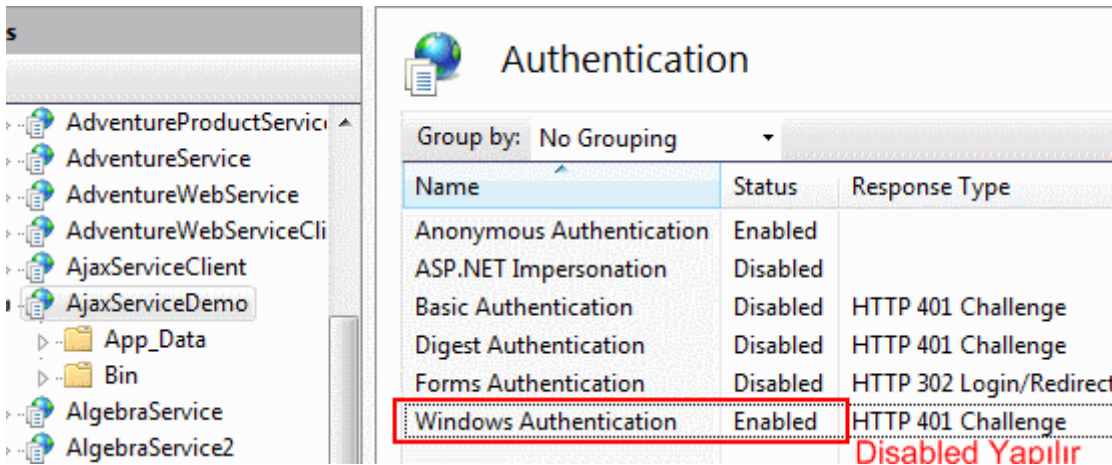 s
AdventureProductServic
AdventureService
AdventureWebService
AdventureWebServiceCli
AjaxServiceClient
AjaxServiceDemo
App_Data
Bin
AlgebraService
AlgebraService2
Authentication
Group by: No Grouping
Name Status Response Type
Anonymous Authentication Enabled
ASP.NET Impersonation Disabled
Basic Authentication Disabled HTTP 401 Challenge
Digest Authentication Disabled HTTP 401 Challenge
Forms Authentication Disabled HTTP 302 Login/Redirect
Windows Authentication Enabled HTTP 401 Challenge
Disabled Yapılır